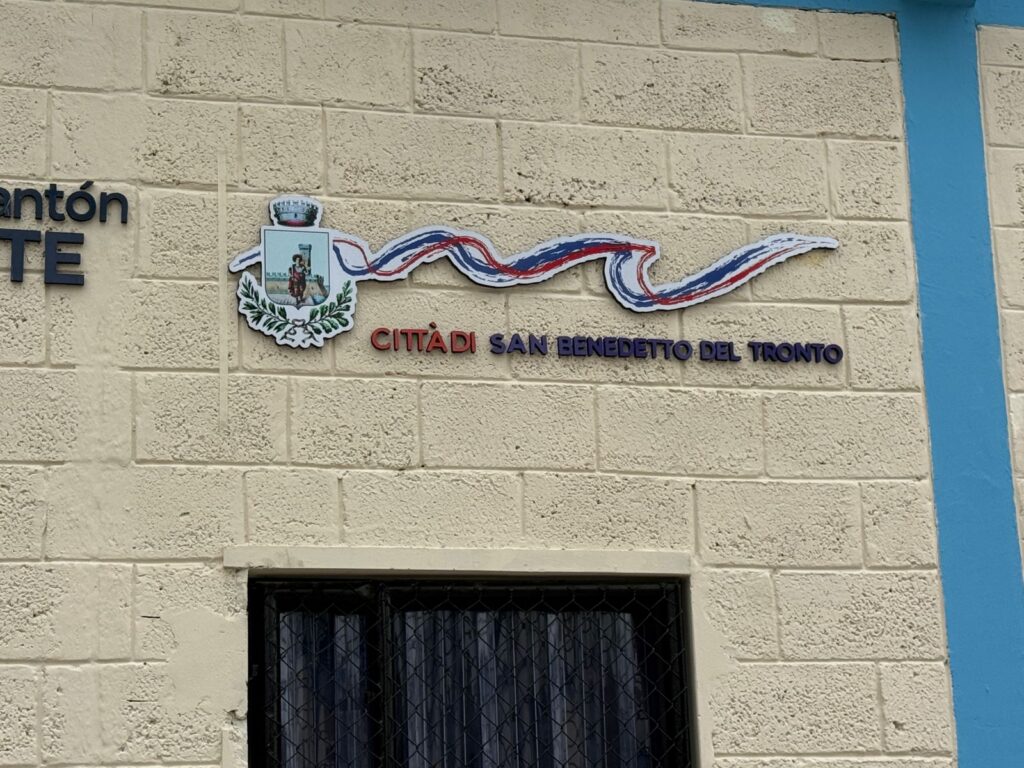 antón
TE
CITTÀ DI SAN BENEDETTO DEL TRONTO